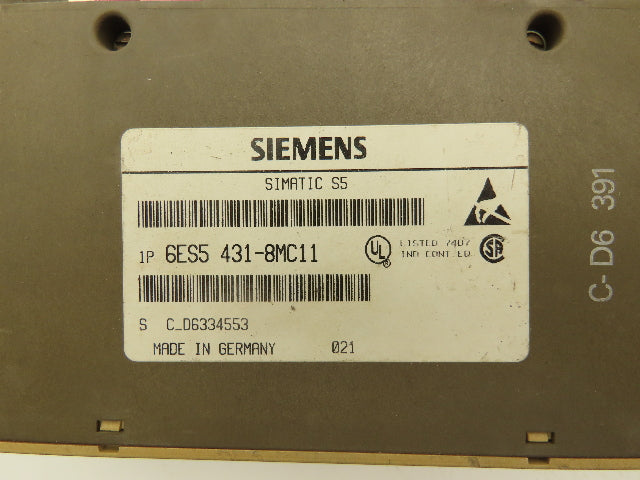 SIEMENS
SIMATIC S5
1P 6ES5 431-8MC11
UL
LISTED 74D7
IND CONT.EQ
S C_D6334553
MADE IN GERMANY 021
C-D6 391